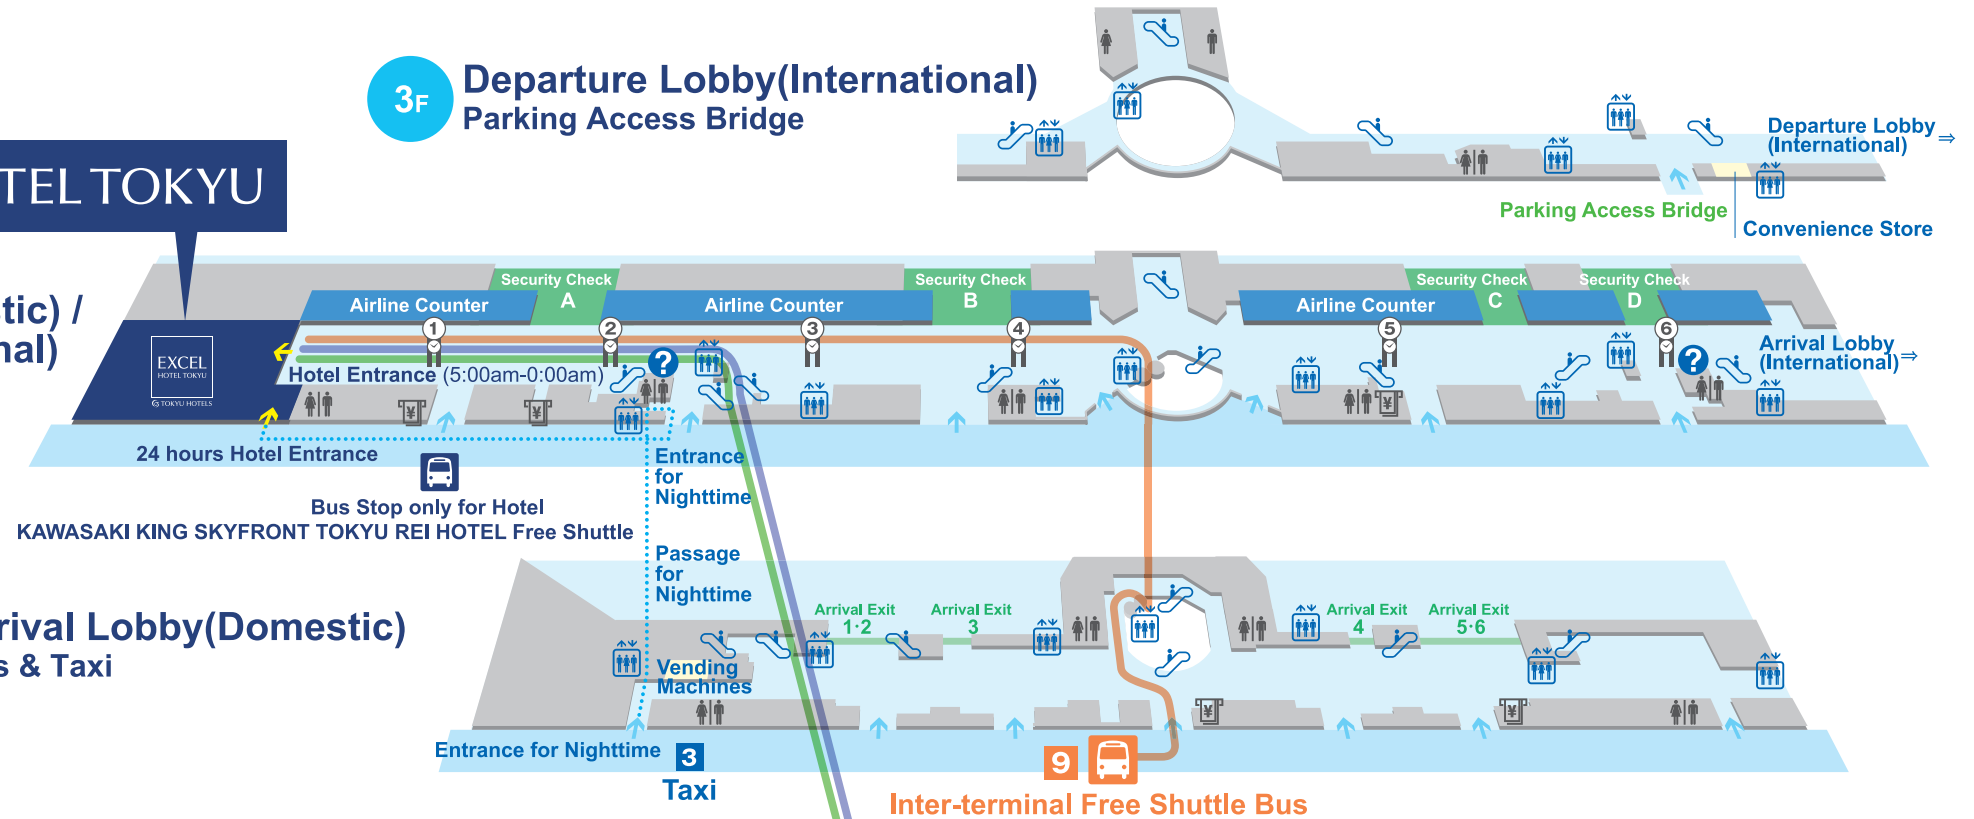 3F
Departure Lobby(International)
Parking Access Bridge
Departure Lobby
(International) ⇒
Parking Access Bridge
Convenience Store
TEL TOKYU
Security Check
A
Security Check
B
Security Check
C
Security Check
D
Airline Counter
Airline Counter
Airline Counter
tic) /
nal)
1
2
3
4
5
6
?
?
Arrival Lobby
(International) ⇒
EXCEL
HOTEL TOKYU
TOKYU HOTELS
Hotel Entrance (5:00am-0:00am)
¥
¥
¥
24 hours Hotel Entrance
Entrance
for
Nighttime
Bus Stop only for Hotel
KAWASAKI KING SKYFRONT TOKYU REI HOTEL Free Shuttle
Passage
for
Nighttime
rival Lobby(Domestic)
s & Taxi
Arrival Exit
1·2
Arrival Exit
3
Arrival Exit
4
Arrival Exit
5·6
Vending
Machines
¥
¥
Entrance for Nighttime
3
Taxi
9
Inter-terminal Free Shuttle Bus